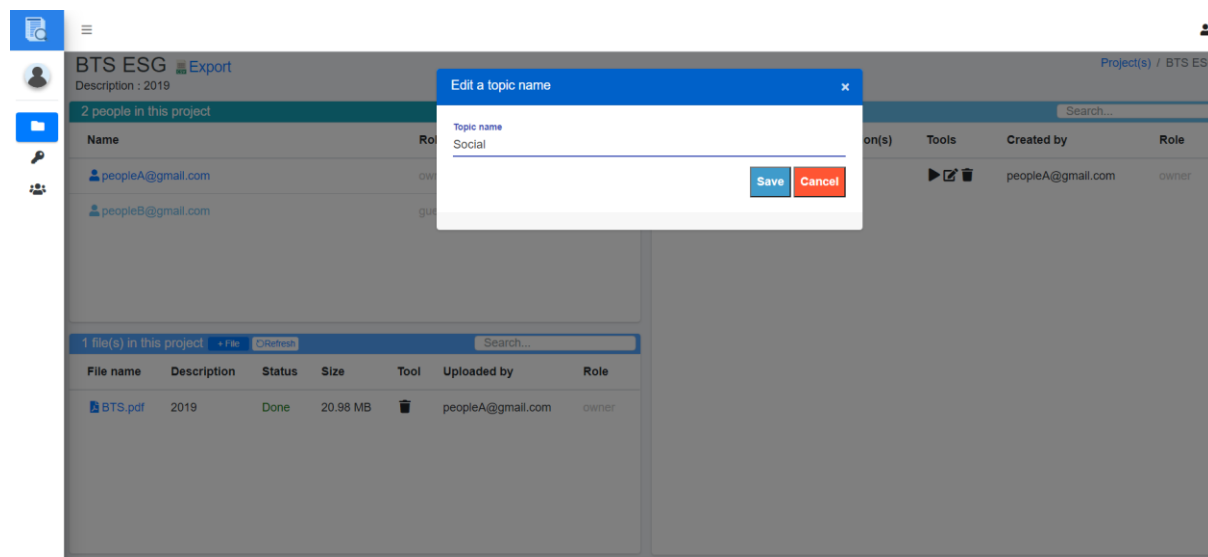 BTS ESG Export
Description : 2019
Project(s) / BTS ES
2 people in this project
Search...
Name
Rol
on(s) Tools Created by Role
peopleA@gmail.com
own
peopleA@gmail.com owner
peopleB@gmail.com
gue
Edit a topic name ×
Topic name
Social
Save Cancel
1 file(s) in this project + File Refresh Search...
File name Description Status Size Tool Uploaded by Role
BTS.pdf 2019 Done 20.98 MB peopleA@gmail.com owner